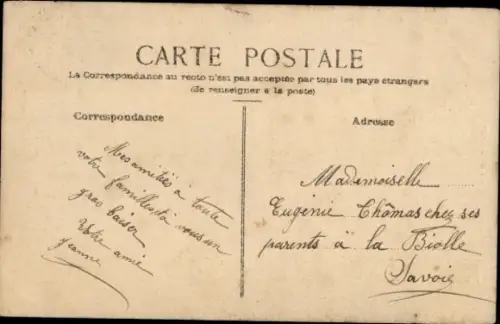 CARTE POSTALE
La Correspondance au recto n'est pas acceptée par tous les pays étrangers
(Se renseigner à la poste)
Correspondance
Adresse
Mes amitiés à toute
votre famille et à vous un
gros baiser
Votre amie
Jeanne
Mademoiselle
Eugénie Thômas chez ses
parents à la Biolle
Savoie